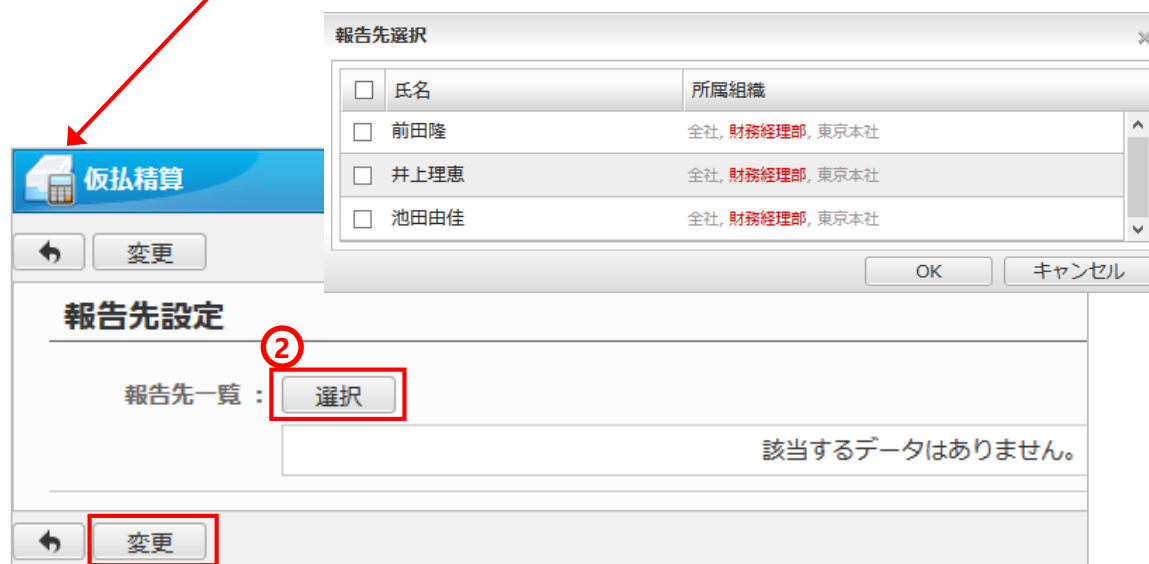 報告先選択
氏名 所属組織
前田隆 全社, 財務経理部, 東京本社
井上理恵 全社, 財務経理部, 東京本社
池田由佳 全社, 財務経理部, 東京本社
OK キャンセル
仮払精算
変更
報告先設定
②
報告先一覧 : 選択
該当するデータはありません。
変更